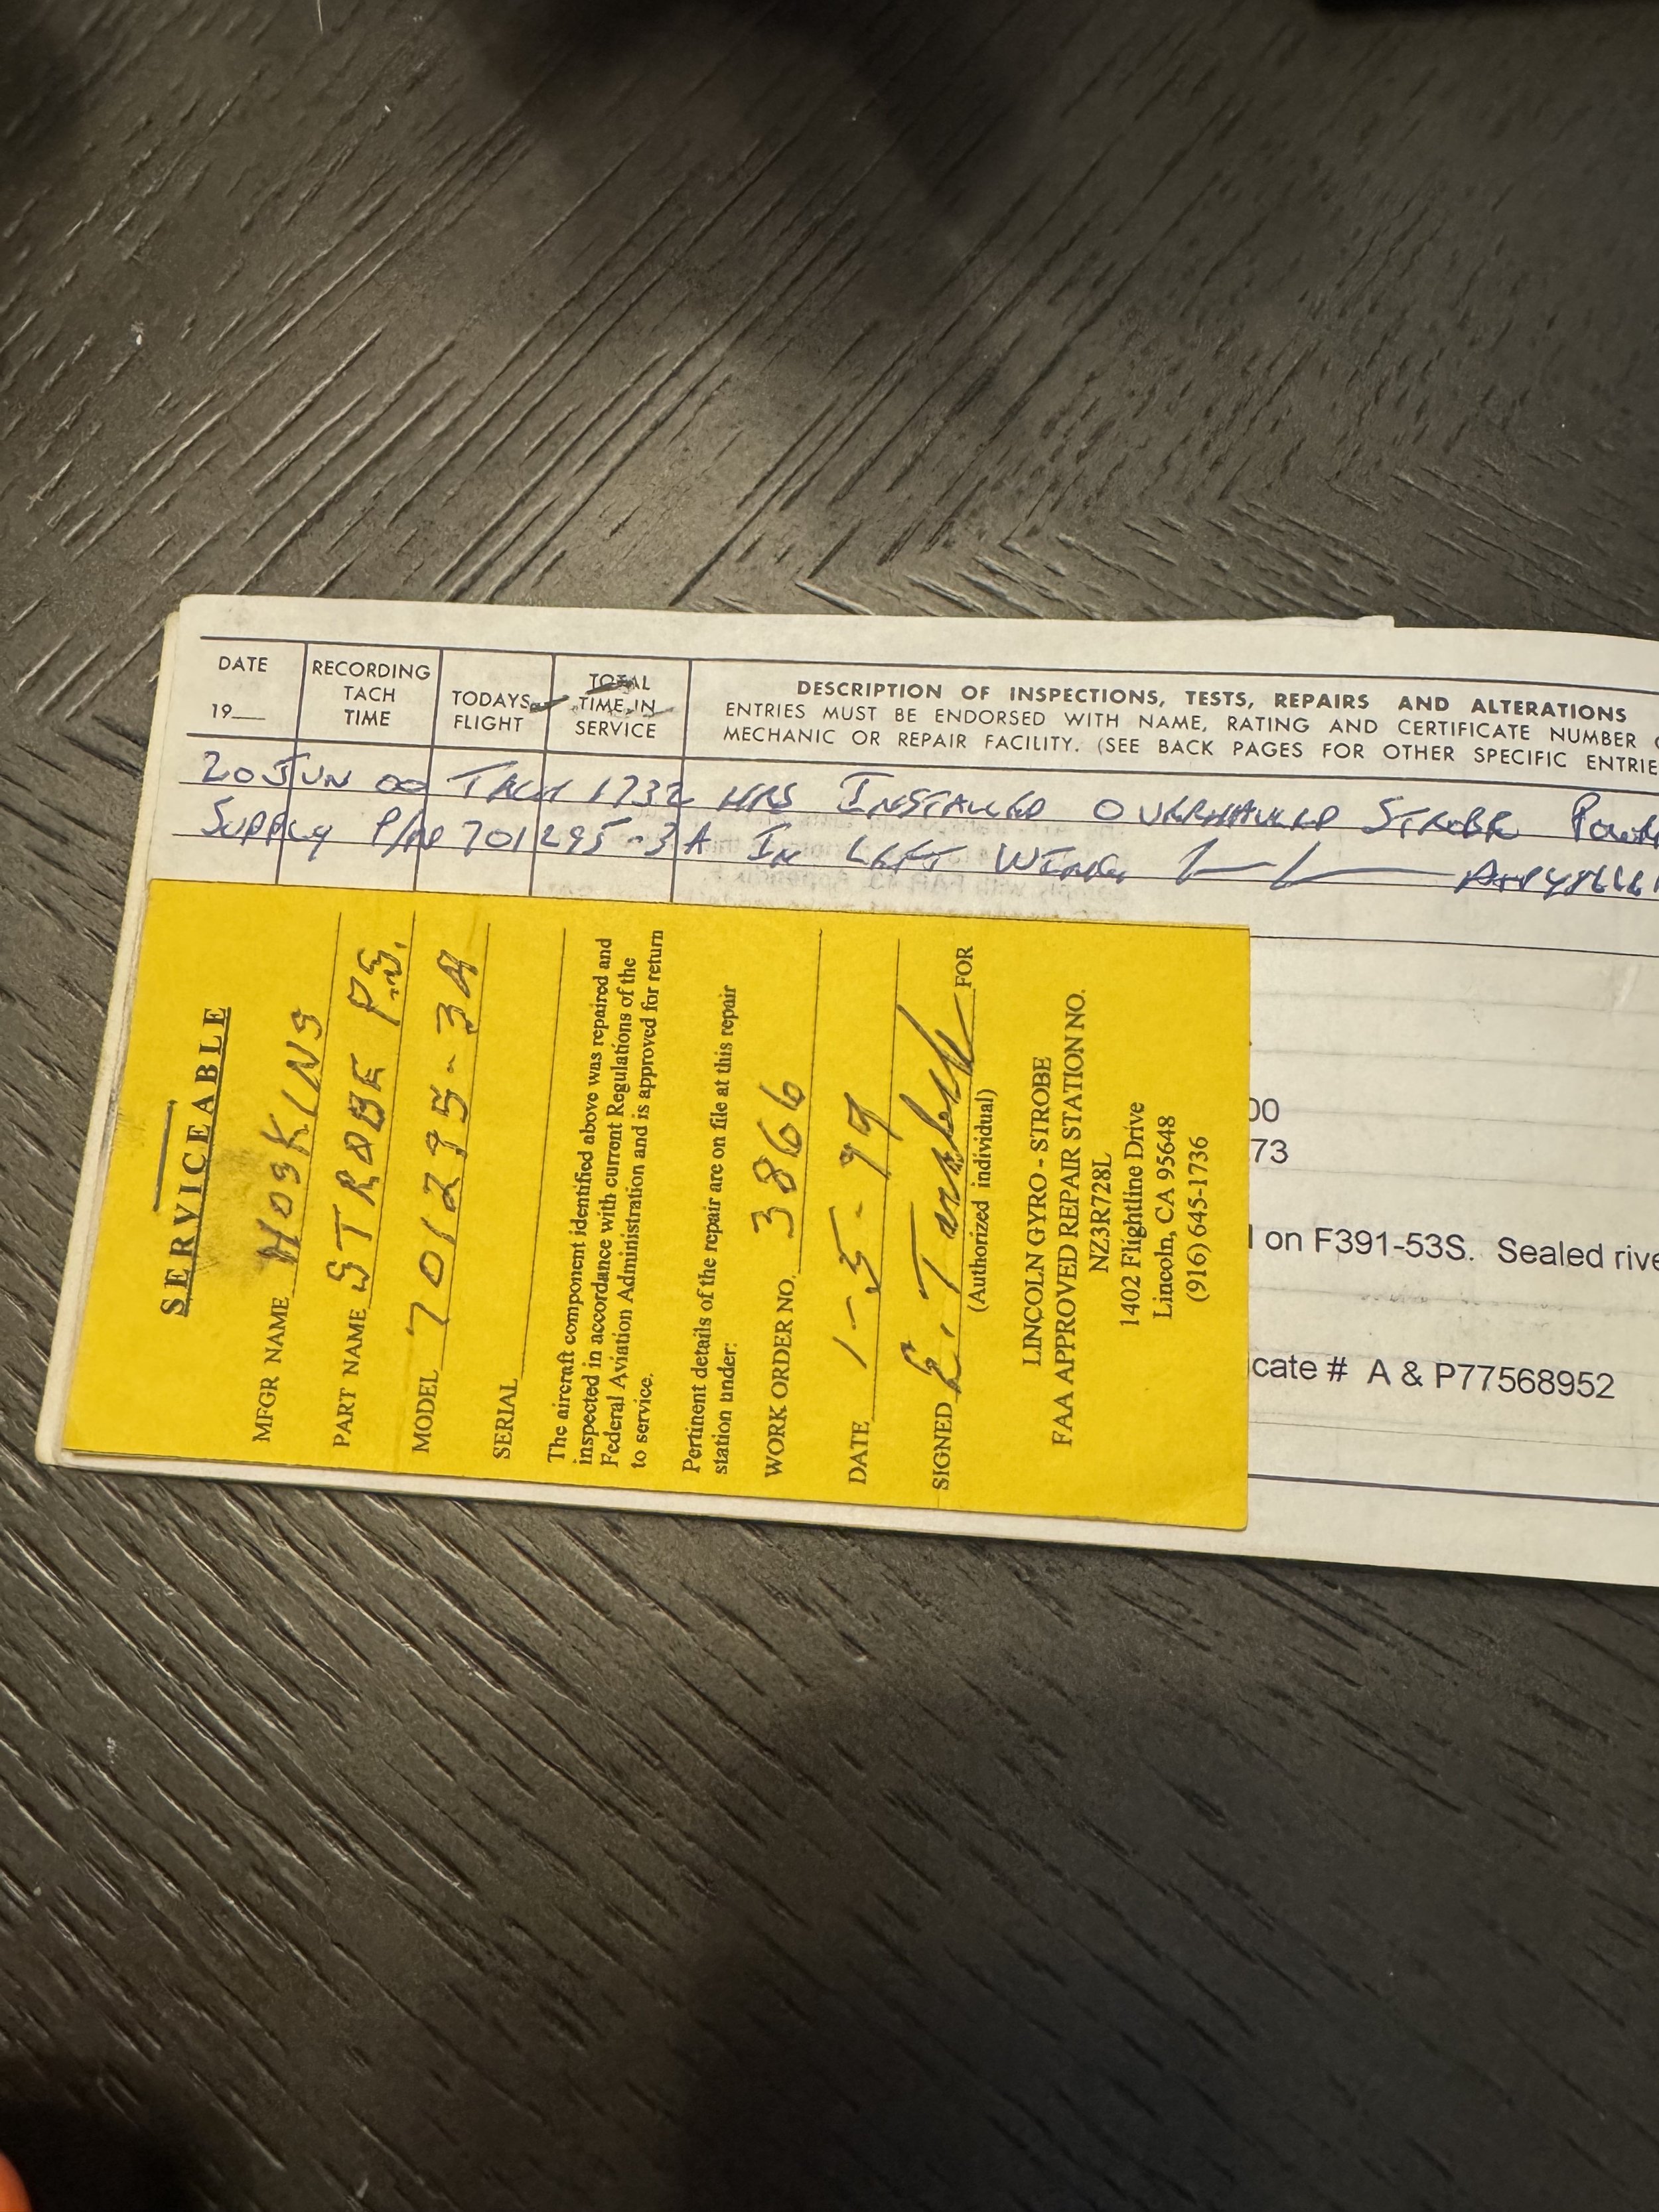 DATE
19__
RECORDING
TACH
TIME
TODAYS
FLIGHT
TOTAL
TIME IN
SERVICE
DESCRIPTION OF INSPECTIONS, TESTS, REPAIRS AND ALTERATIONS
ENTRIES MUST BE ENDORSED WITH NAME, RATING AND CERTIFICATE NUMBER
MECHANIC OR REPAIR FACILITY. (SEE BACK PAGES FOR OTHER SPECIFIC ENTRIE
20 JUN 00 TACH 1732 HRS INSTALLED OVERHAULED STROBE POWE
SUPPLY P/N 701295-3A IN LEFT WING
SERVICEABLE
MFGR NAME HOSKINS
PART NAME STROBE P.S.
MODEL 701295-3A
SERIAL
The aircraft component identified above was repaired and
inspected in accordance with current Regulations of the
Federal Aviation Administration and is approved for return
to service.
Pertinent details of the repair are on file at this repair
station under:
WORK ORDER NO. 3866
DATE 1-5-99
SIGNED E. FOR
(Authorized individual)
LINCOLN GYRO - STROBE
FAA APPROVED REPAIR STATION NO.
NZ3R728L
1402 Flightline Drive
Lincoln, CA 95648
(916) 645-1736
00
73
on F391-53S. Sealed rive
cate # A & P77568952